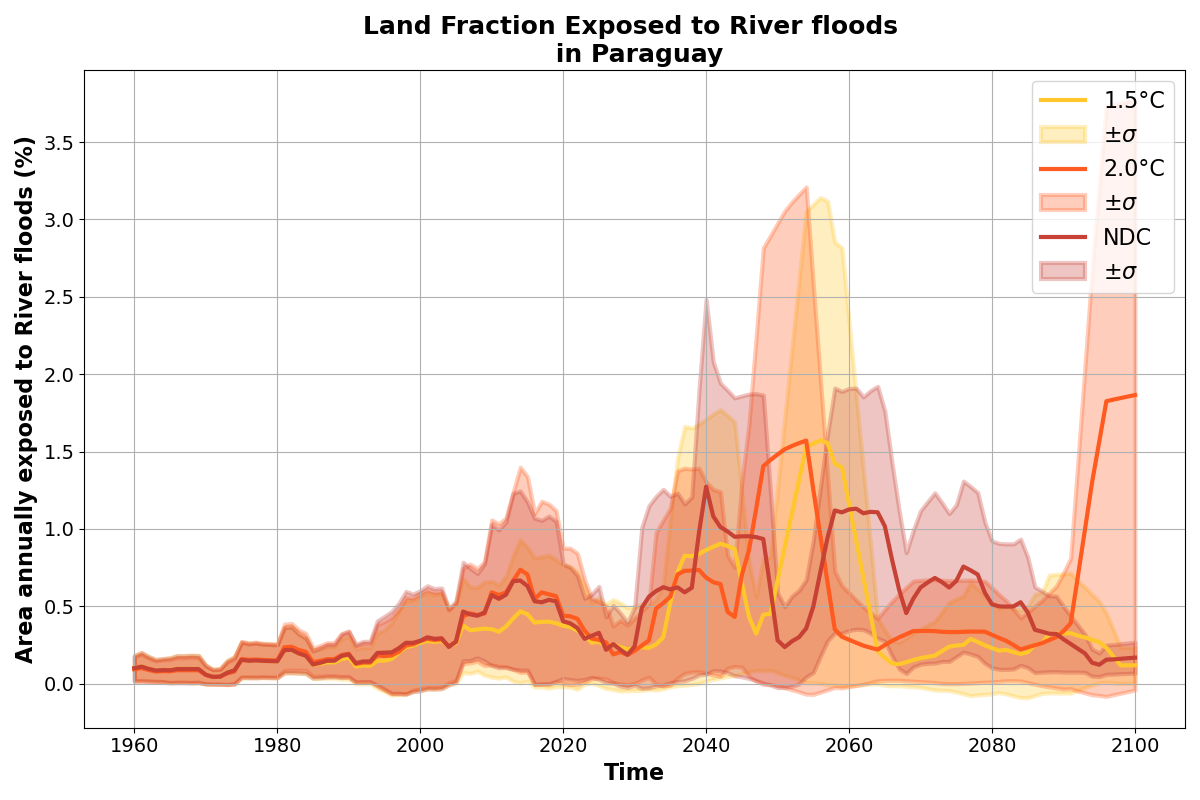 Land Fraction Exposed to River floods
in Paraguay
Area annually exposed to River floods (%)
3.5
3.0
2.5
2.0
1.5
1.0
0.5
0.0
1960
1980
2000
2020
2040
2060
2080
2100
Time
1.5°C
±σ
2.0°C
±σ
NDC
±σ